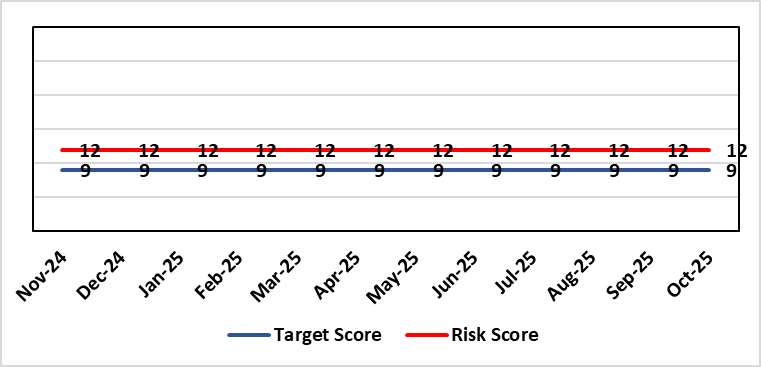 12 12 12 12 12 12 12 12 12 12 12 12
9 9 9 9 9 9 9 9 9 9 9 9
Nov-24 Dec-24 Jan-25 Feb-25 Mar-25 Apr-25 May-25 Jun-25 Jul-25 Aug-25 Sep-25 Oct-25
Target Score Risk Score